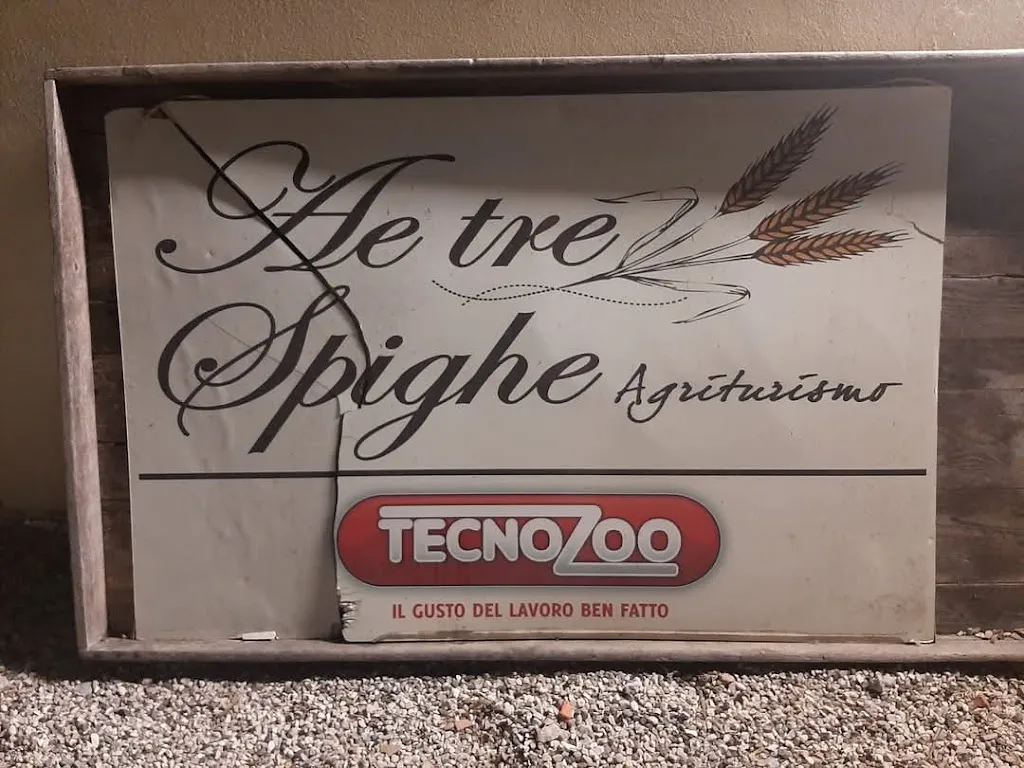 Ae tre
Spighe Agriturismo
TECNOZOO
IL GUSTO DEL LAVORO BEN FATTO